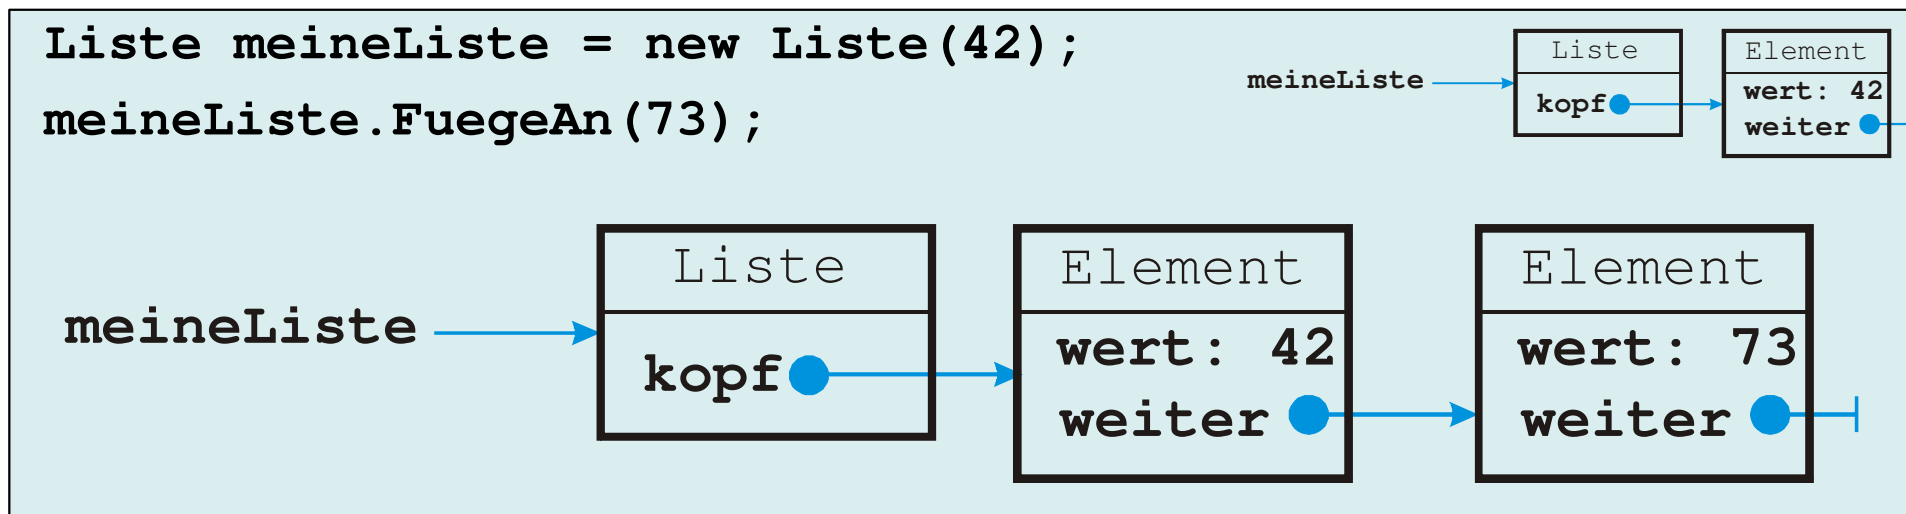 Liste meineListe = new Liste(42);
meineListe.FuegeAn(73);
Liste Element
meineListe
kopf
wert: 42
weiter
Liste Element Element
meineListe
kopf
wert: 42 wert: 73
weiter weiter